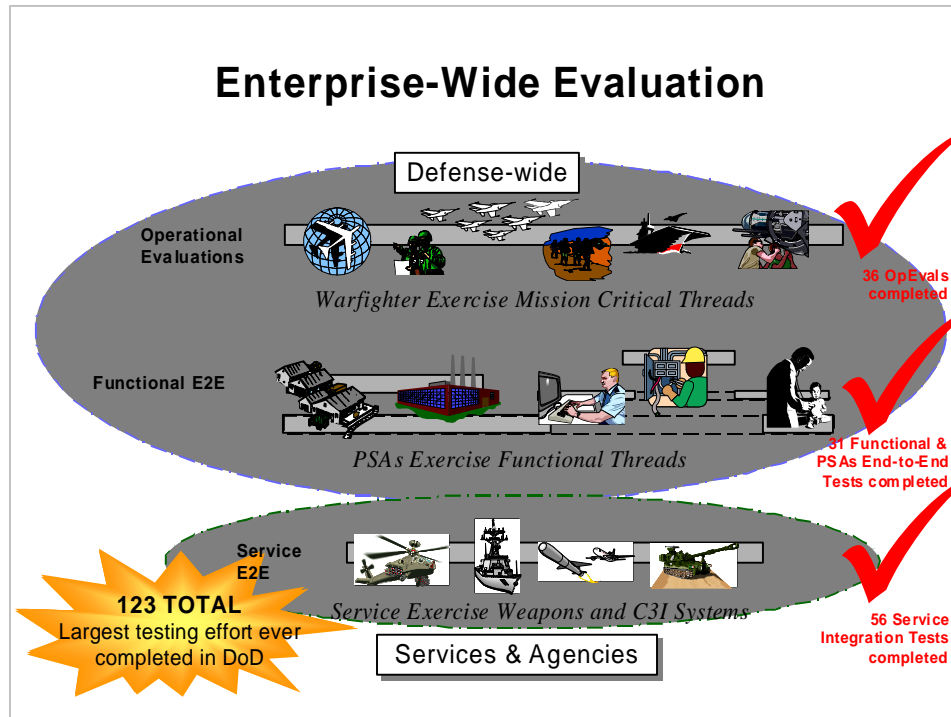 Enterprise-Wide Evaluation
Defense-wide
Operational
Evaluations
Warfighter Exercise Mission Critical Threads
36 OpEvals
completed
Functional E2E
PSAs Exercise Functional Threads
31 Functional &
PSAs End-to-End
Tests completed
Service
E2E
Service Exercise Weapons and C3I Systems
56 Service
Integration Tests
completed
123 TOTAL
Largest testing effort ever
completed in DoD
Services & Agencies